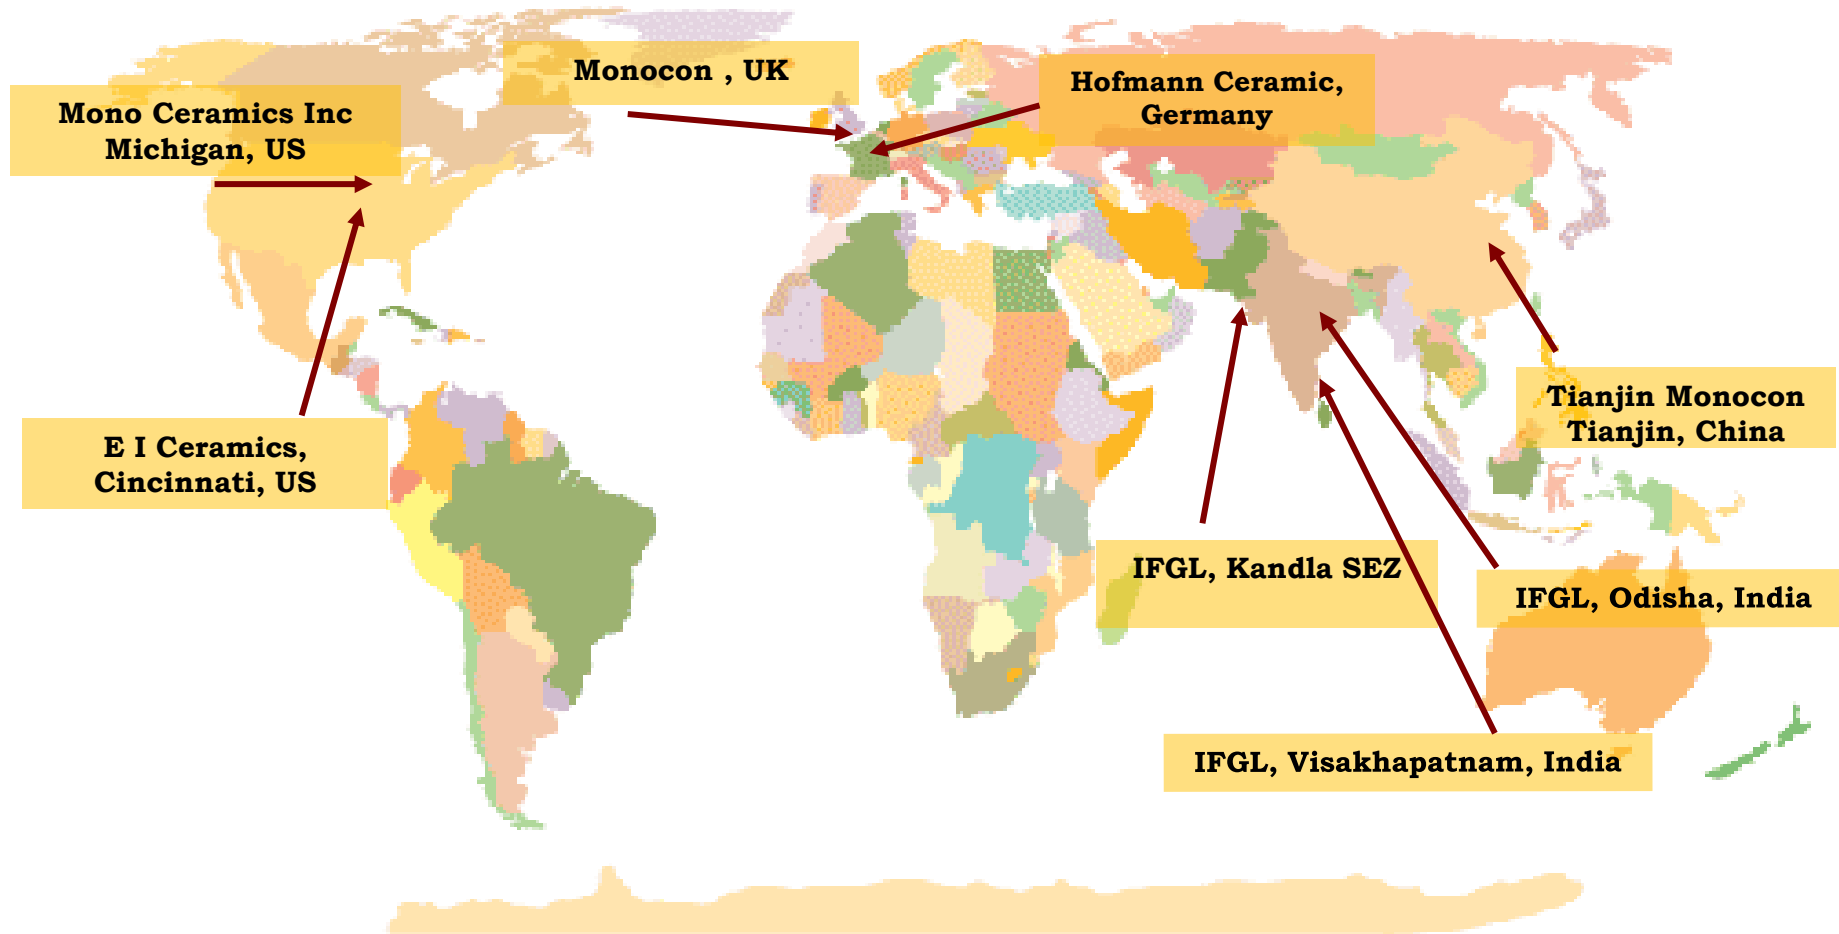 Monocon , UK
Hofmann Ceramic,
Germany
Mono Ceramics Inc
Michigan, US
Tianjin Monocon
Tianjin, China
E I Ceramics,
Cincinnati, US
IFGL, Kandla SEZ
IFGL, Odisha, India
IFGL, Visakhapatnam, India